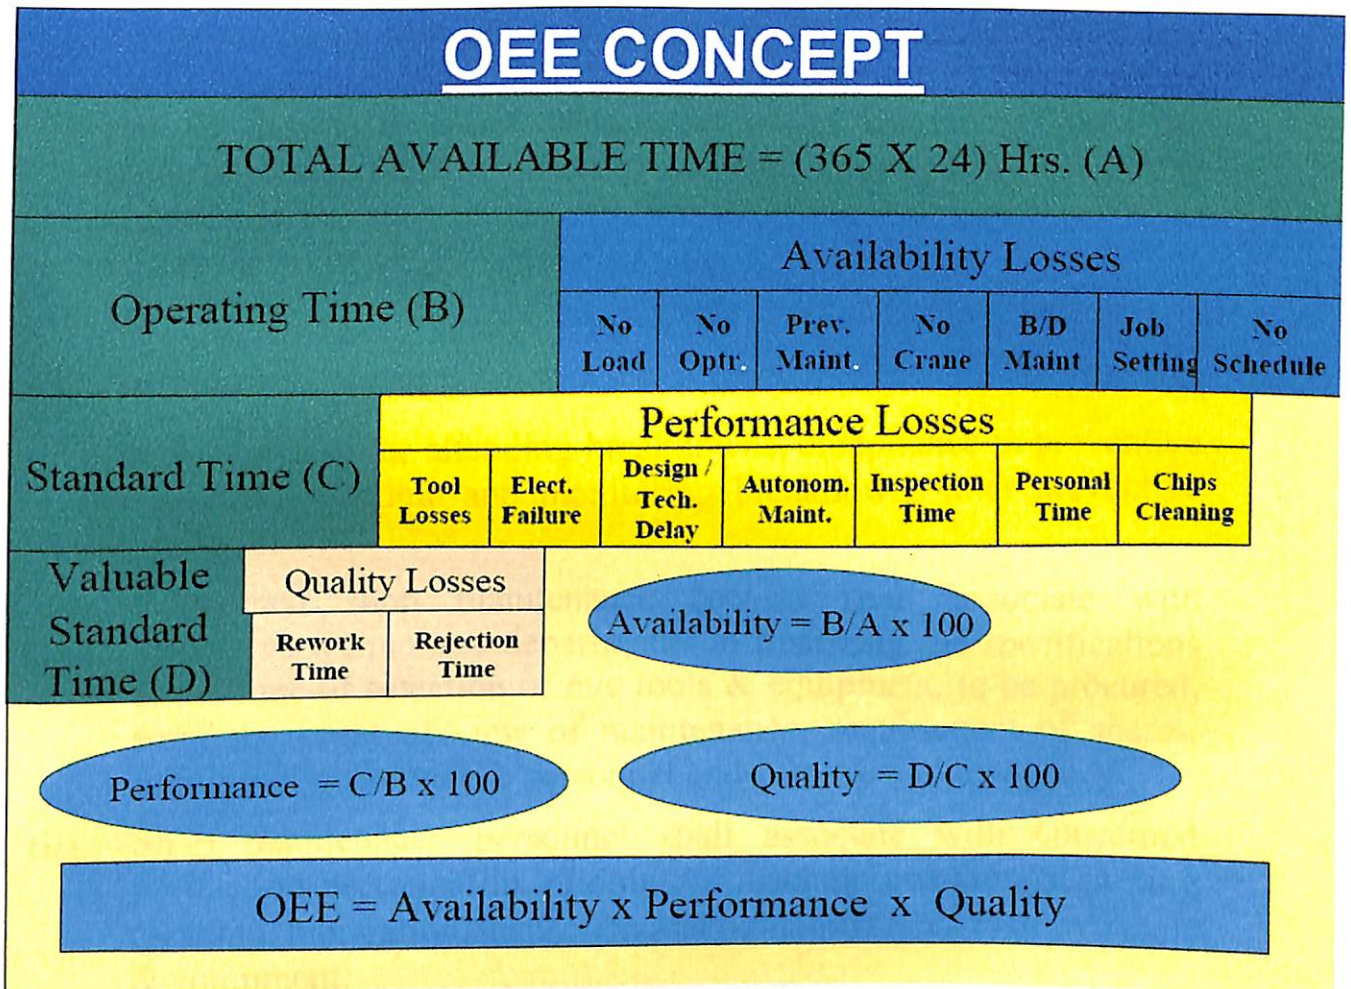 OEE CONCEPT
TOTAL AVAILABLE TIME = (365 X 24) Hrs. (A)
Operating Time (B)
Availability Losses
No
Load
No
Optr.
Prev.
Maint.
No
Crane
B/D
Maint
Job
Setting
No
Schedule
Standard Time (C)
Performance Losses
Tool
Losses
Elect.
Failure
Design /
Tech.
Delay
Autonom.
Maint.
Inspection
Time
Personal
Time
Chips
Cleaning
Valuable
Standard
Time (D)
Quality Losses
Rework
Time
Rejection
Time
Availability = B/A x 100
Performance = C/B x 100
Quality = D/C x 100
OEE = Availability x Performance x Quality